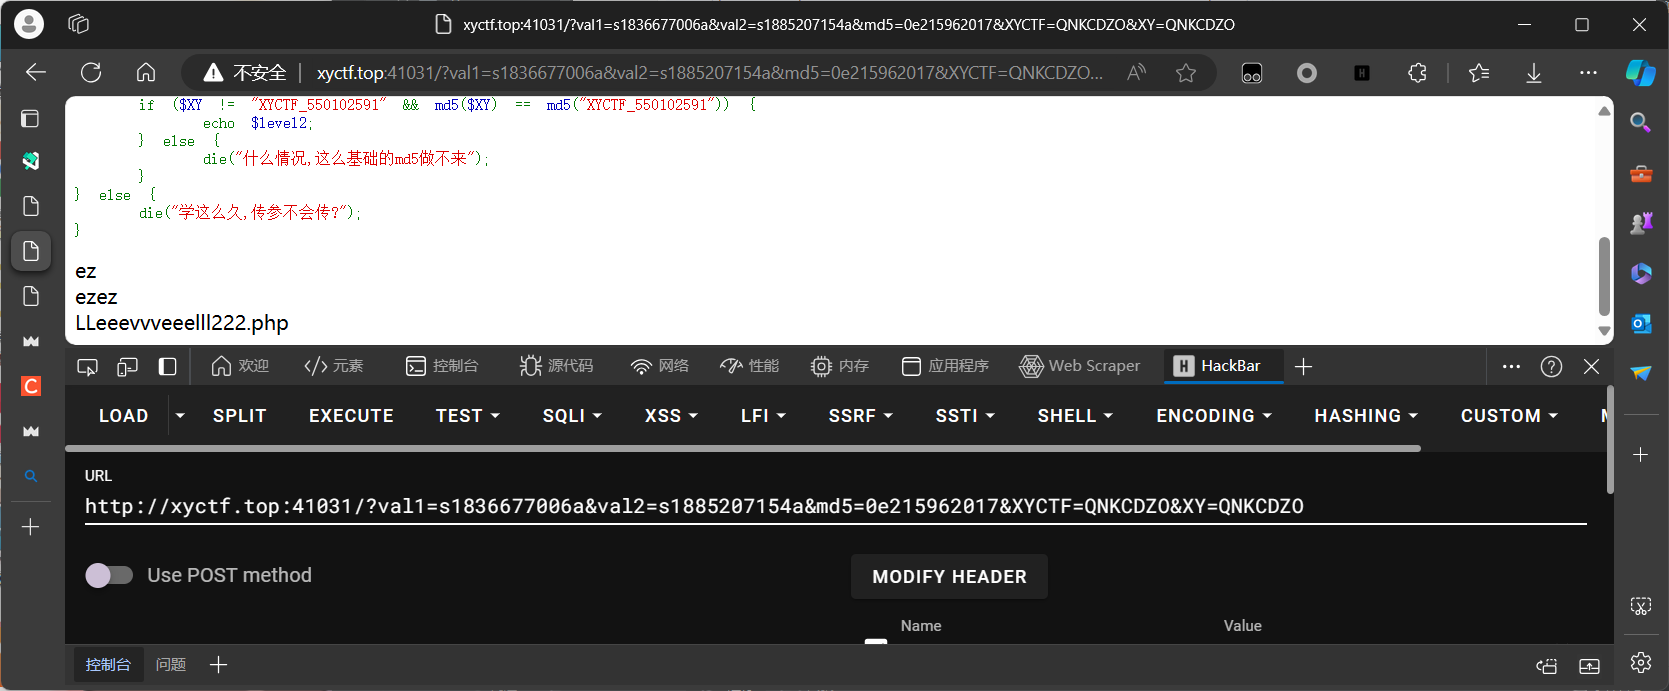 xyctf.top:41031/?val1=s1836677006a&val2=s1885207154a&md5=0e215962017&XYCTF=QNKCDZO&XY=QNKCDZO
不安全 xyctf.top:41031/?val1=s1836677006a&val2=s1885207154a&md5=0e215962017&XYCTF=QNKCDZO...
if ($XY != "XYCTF_550102591" && md5($XY) == md5("XYCTF_550102591")) {
echo $level2;
} else {
die("什么情况,这么基础的md5做不来");
}
} else {
die("学这么久,传参不会传?");
}
ez
ezez
LLeeevvveeelll222.php
欢迎 元素 控制台 源代码 网络 性能 内存 应用程序 Web Scraper H HackBar
LOAD SPLIT EXECUTE TEST SQLI XSS LFI SSRF SSTI SHELL ENCODING HASHING CUSTOM
URL
http://xyctf.top:41031/?val1=s1836677006a&val2=s1885207154a&md5=0e215962017&XYCTF=QNKCDZO&XY=QNKCDZO
Use POST method MODIFY HEADER
Name Value
控制台 问题